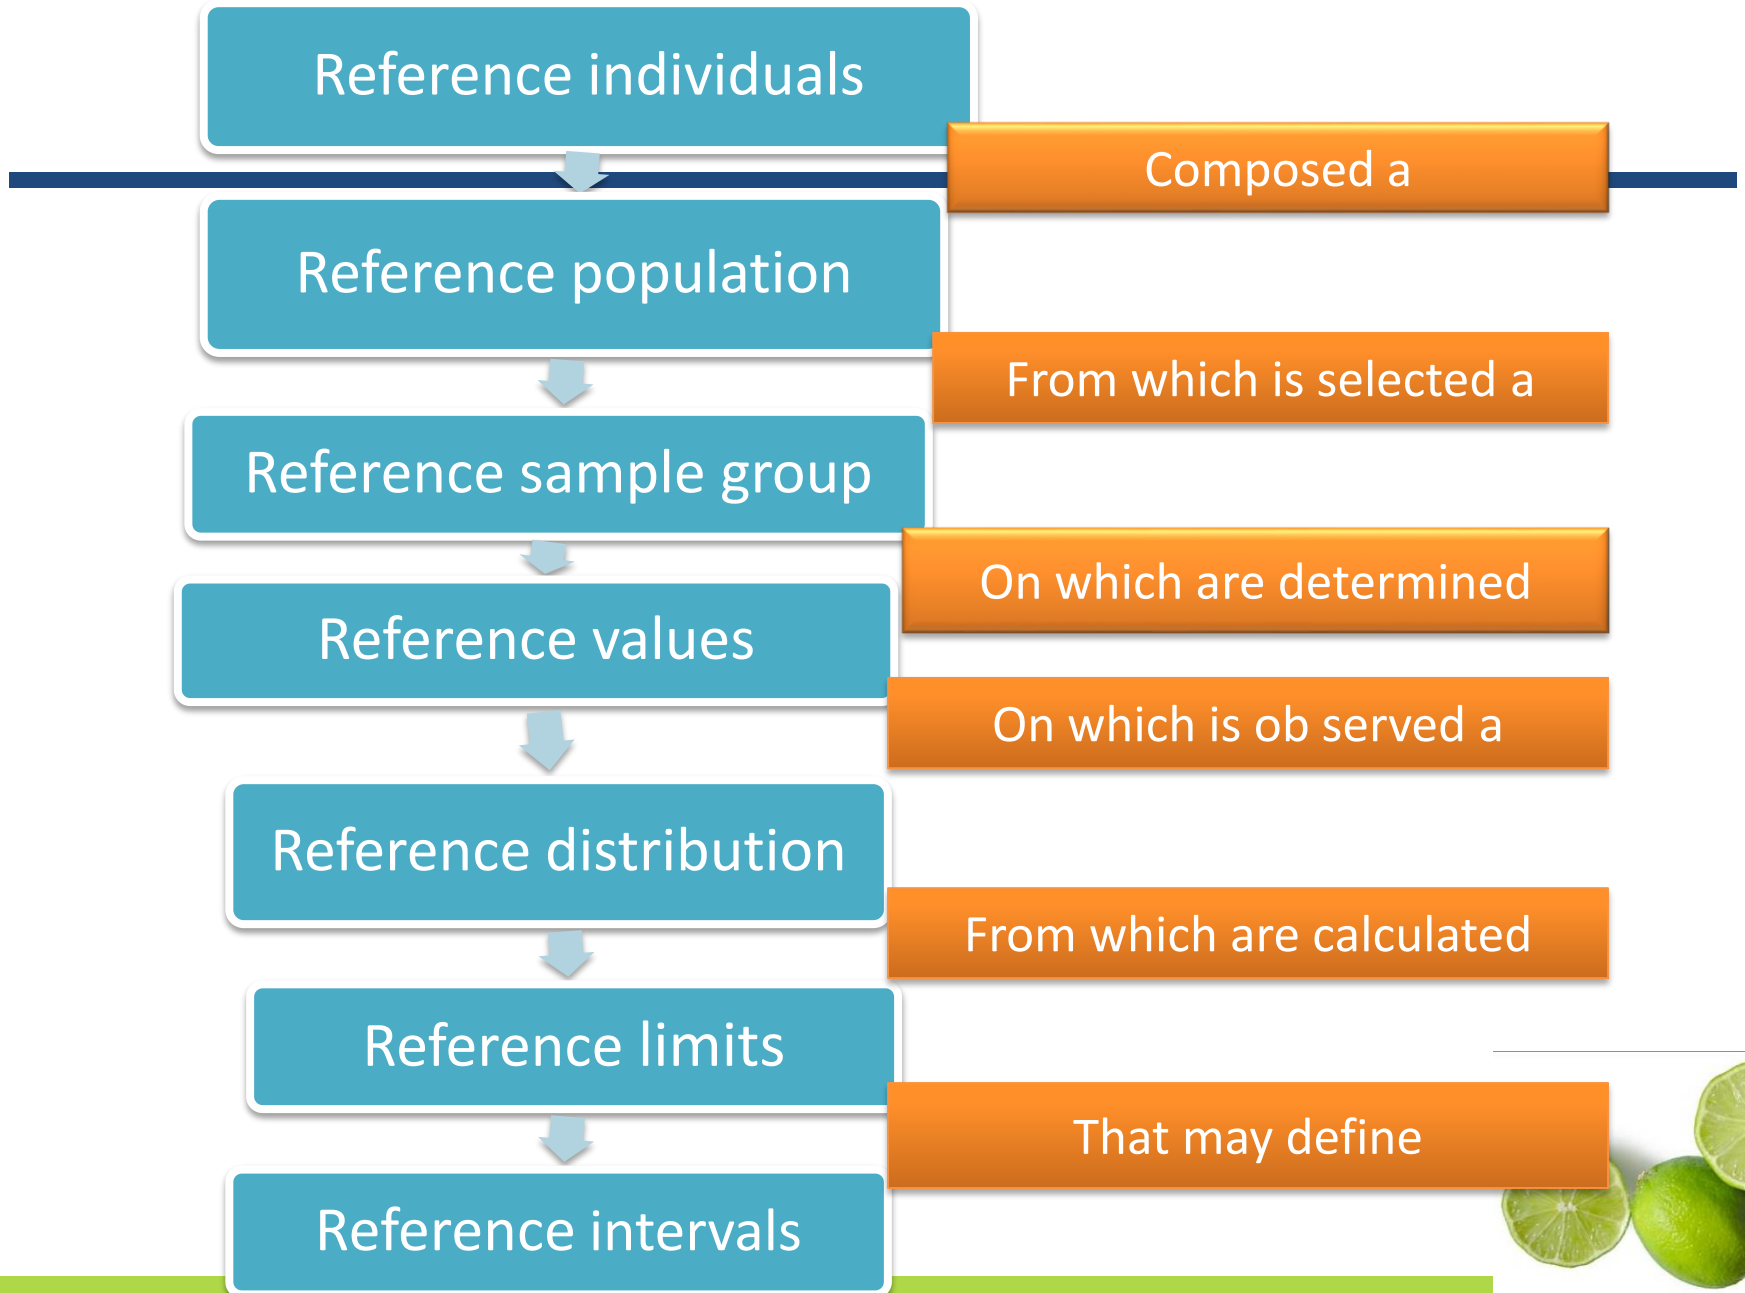 Reference individuals
Composed a
Reference population
From which is selected a
Reference sample group
On which are determined
Reference values
On which is ob served a
Reference distribution
From which are calculated
Reference limits
That may define
Reference intervals